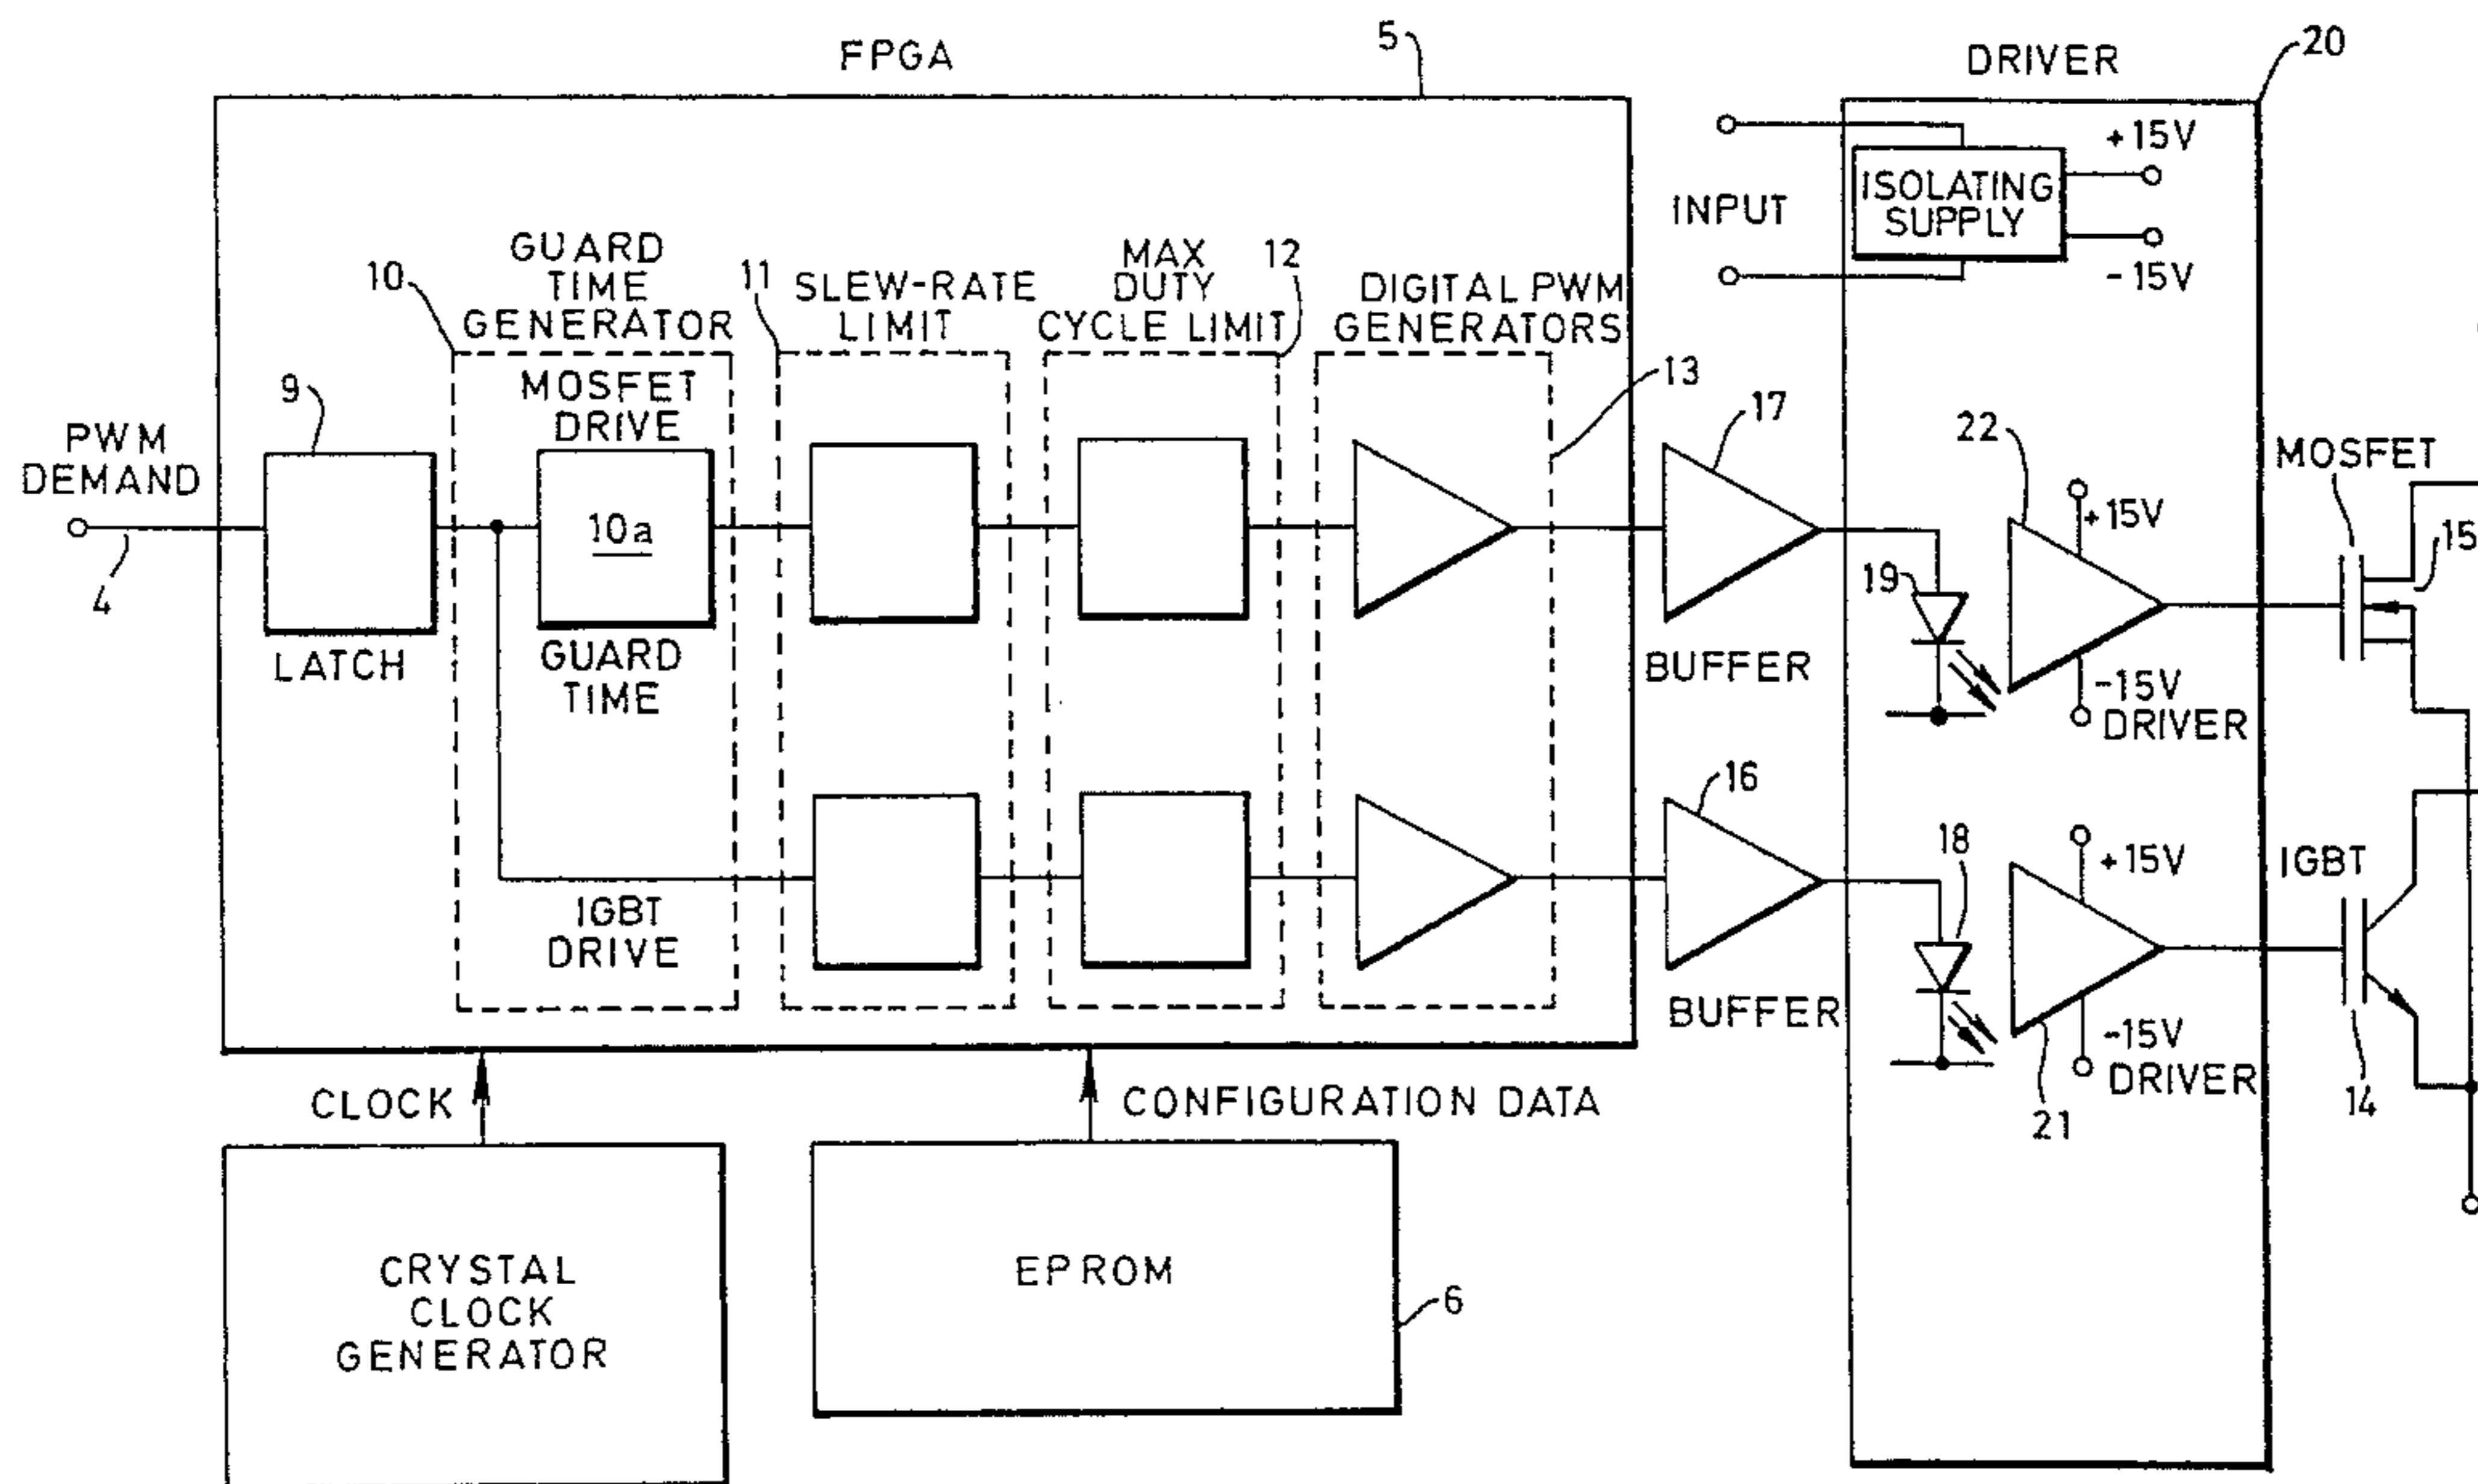 FPGA
5
DRIVER
20
+15V
ISOLATING
SUPPLY
-15V
INPUT
GUARD
TIME
GENERATOR
10
11
SLEW-RATE
LIMIT
MAX
DUTY
CYCLE LIMIT
12
DIGITAL PWM
GENERATORS
13
PWM
DEMAND
4
9
LATCH
MOSFET
DRIVE
10a
GUARD
TIME
17
BUFFER
19
22
+15V
-15V
DRIVER
MOSFET
15
IGBT
DRIVE
16
BUFFER
18
+15V
-15V
DRIVER
21
IGBT
14
CLOCK
CONFIGURATION DATA
CRYSTAL
CLOCK
GENERATOR
EPROM
6